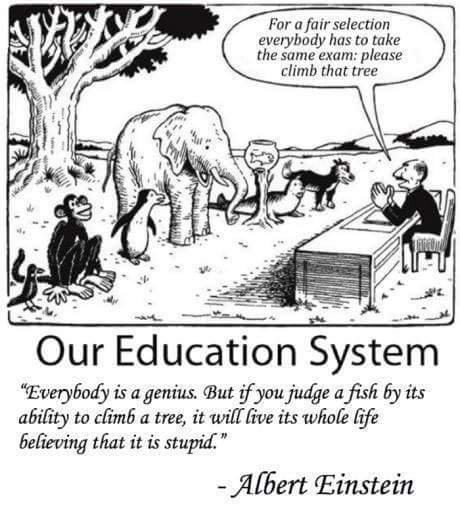 For a fair selection
everybody has to take
the same exam: please
climb that tree
Our Education System
“Everybody is a genius. But if you judge a fish by its
ability to climb a tree, it will live its whole life
believing that it is stupid.”
- Albert Einstein